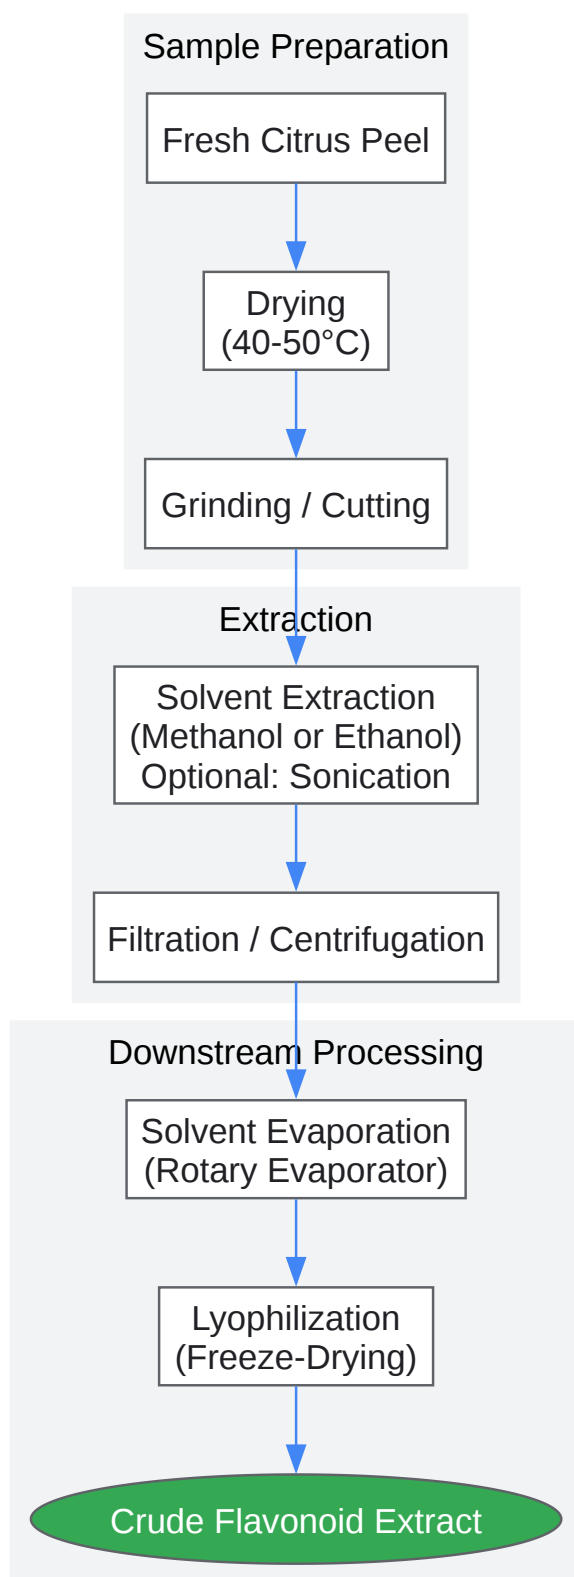 Sample Preparation
Fresh Citrus Peel
Drying
(40-50°C)
Grinding / Cutting
Extraction
Solvent Extraction
(Methanol or Ethanol)
Optional: Sonication
Filtration / Centrifugation
Downstream Processing
Solvent Evaporation
(Rotary Evaporator)
Lyophilization
(Freeze-Drying)
Crude Flavonoid Extract